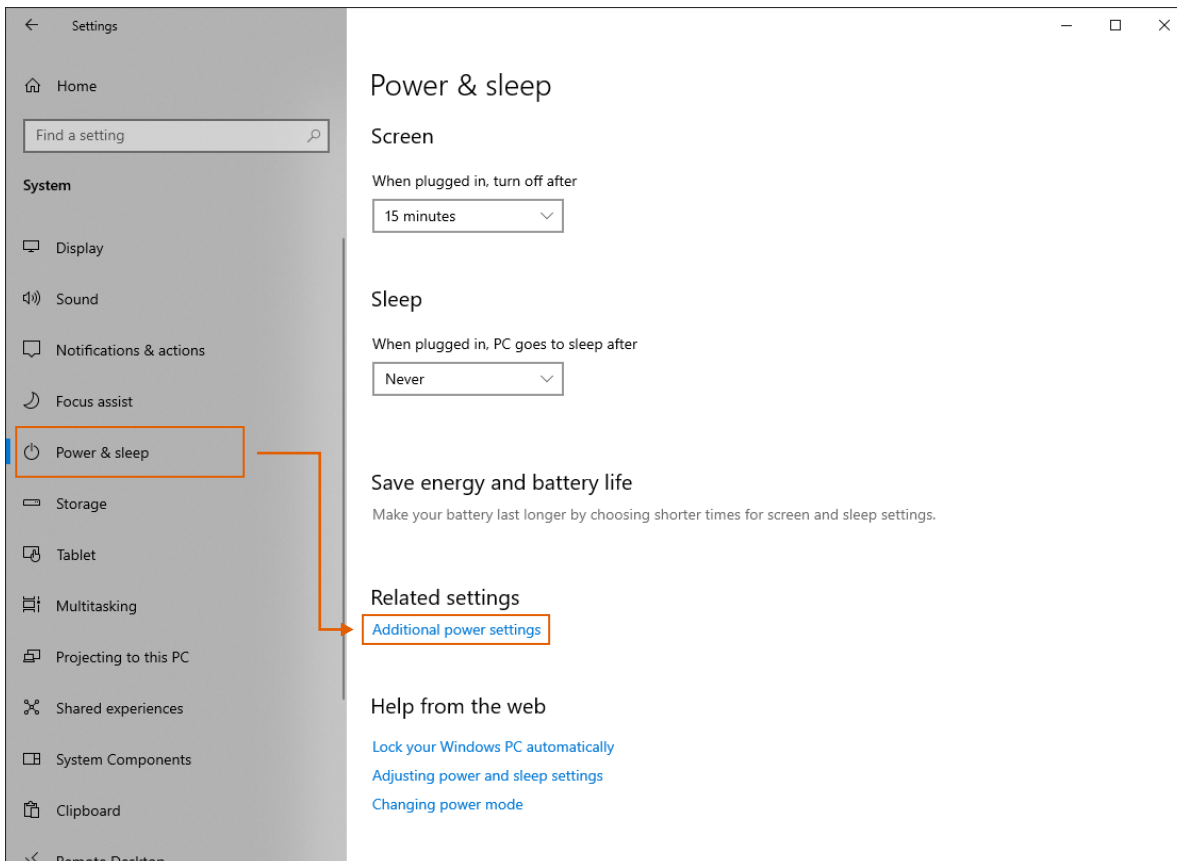 Settings
Home
Find a setting
System
Display
Sound
Notifications & actions
Focus assist
Power & sleep
Storage
Tablet
Multitasking
Projecting to this PC
Shared experiences
System Components
Clipboard
Remote Desktop
Power & sleep
Screen
When plugged in, turn off after
15 minutes
Sleep
When plugged in, PC goes to sleep after
Never
Save energy and battery life
Make your battery last longer by choosing shorter times for screen and sleep settings.
Related settings
Additional power settings
Help from the web
Lock your Windows PC automatically
Adjusting power and sleep settings
Changing power mode